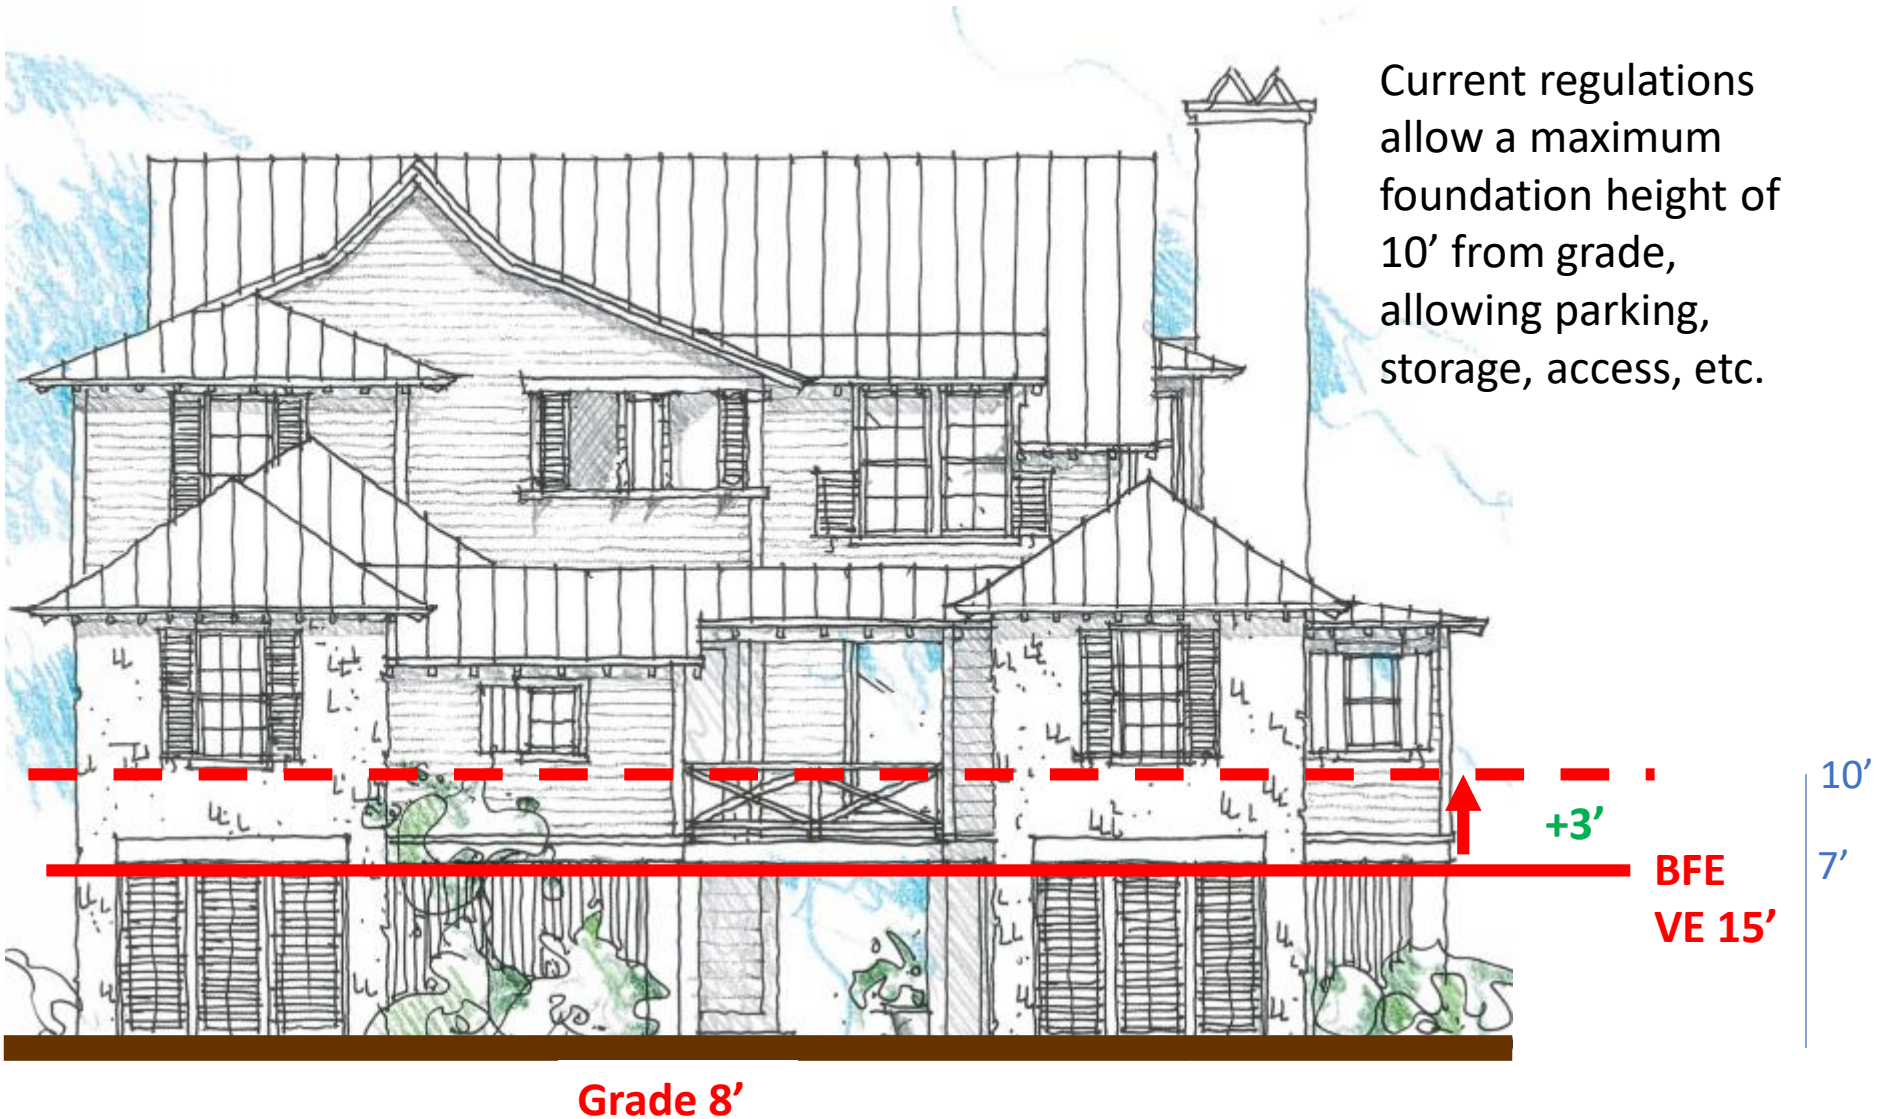 Current regulations
allow a maximum
foundation height of
10’ from grade,
allowing parking,
storage, access, etc.
10’
+3’
BFE
7’
VE 15’
Grade 8’